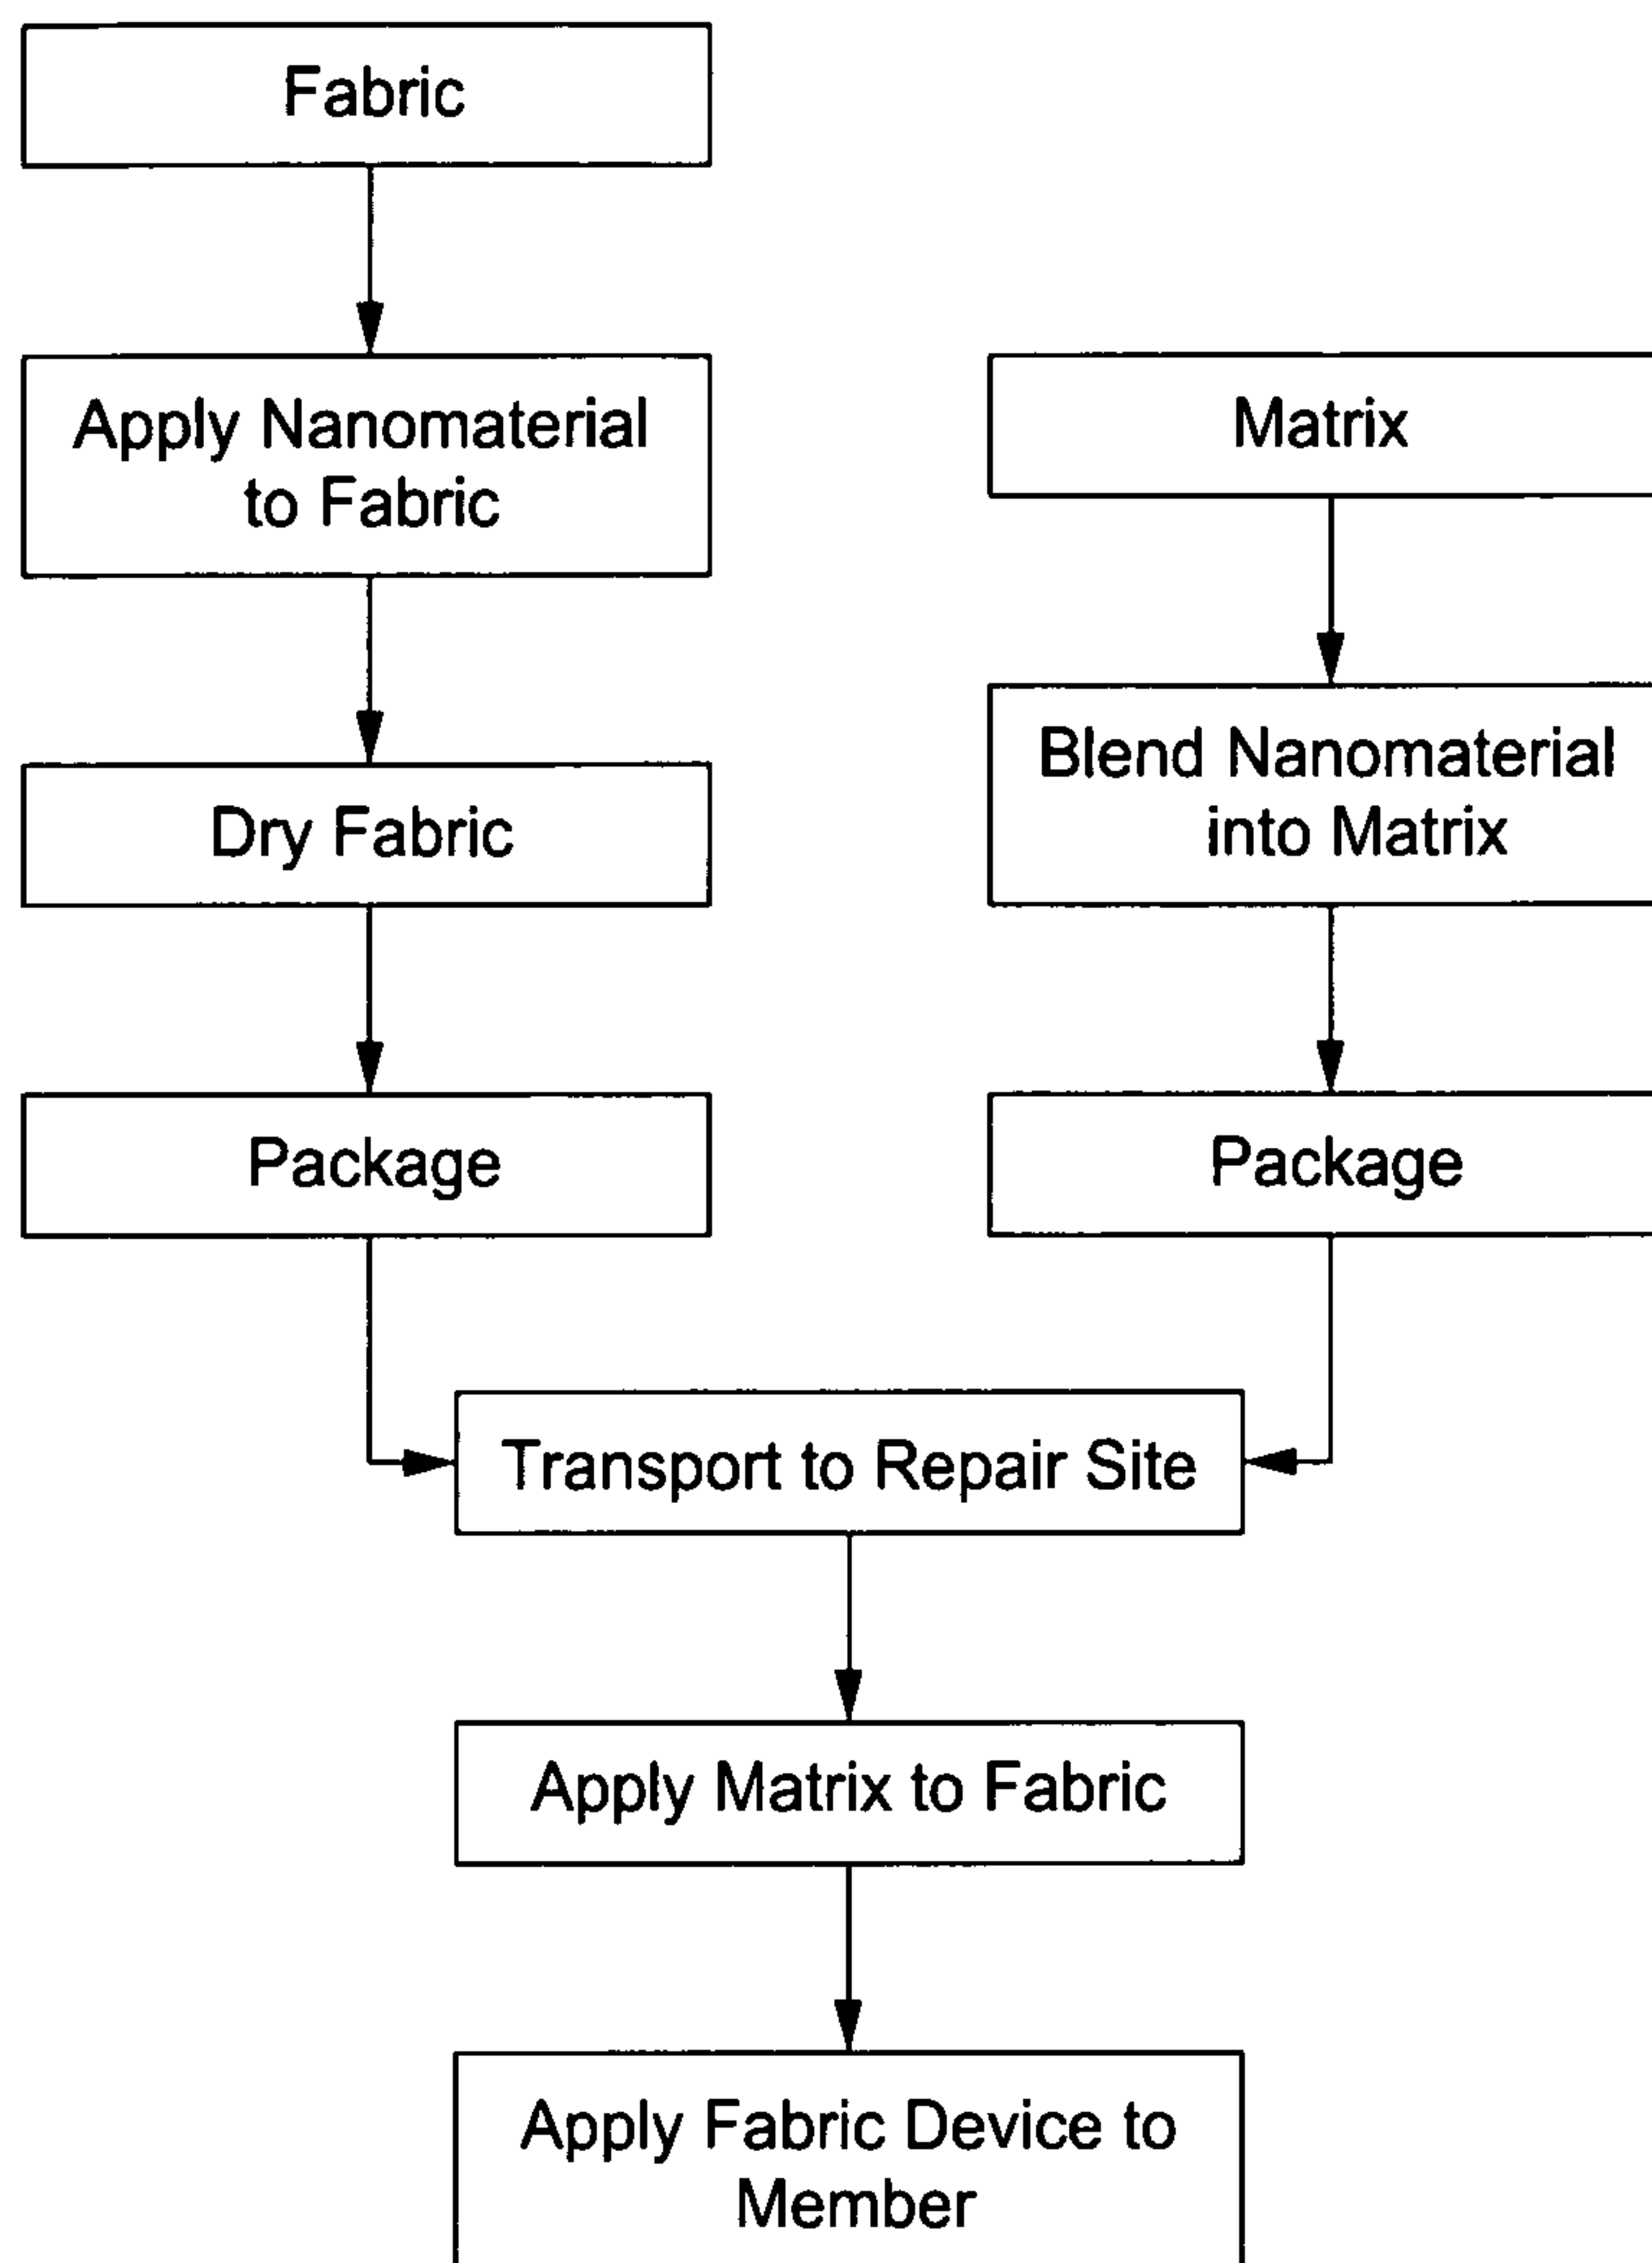 Fabric
Apply Nanomaterial
to Fabric
Dry Fabric
Package
Matrix
Blend Nanomaterial
into Matrix
Package
Transport to Repair Site
Apply Matrix to Fabric
Apply Fabric Device to
Member